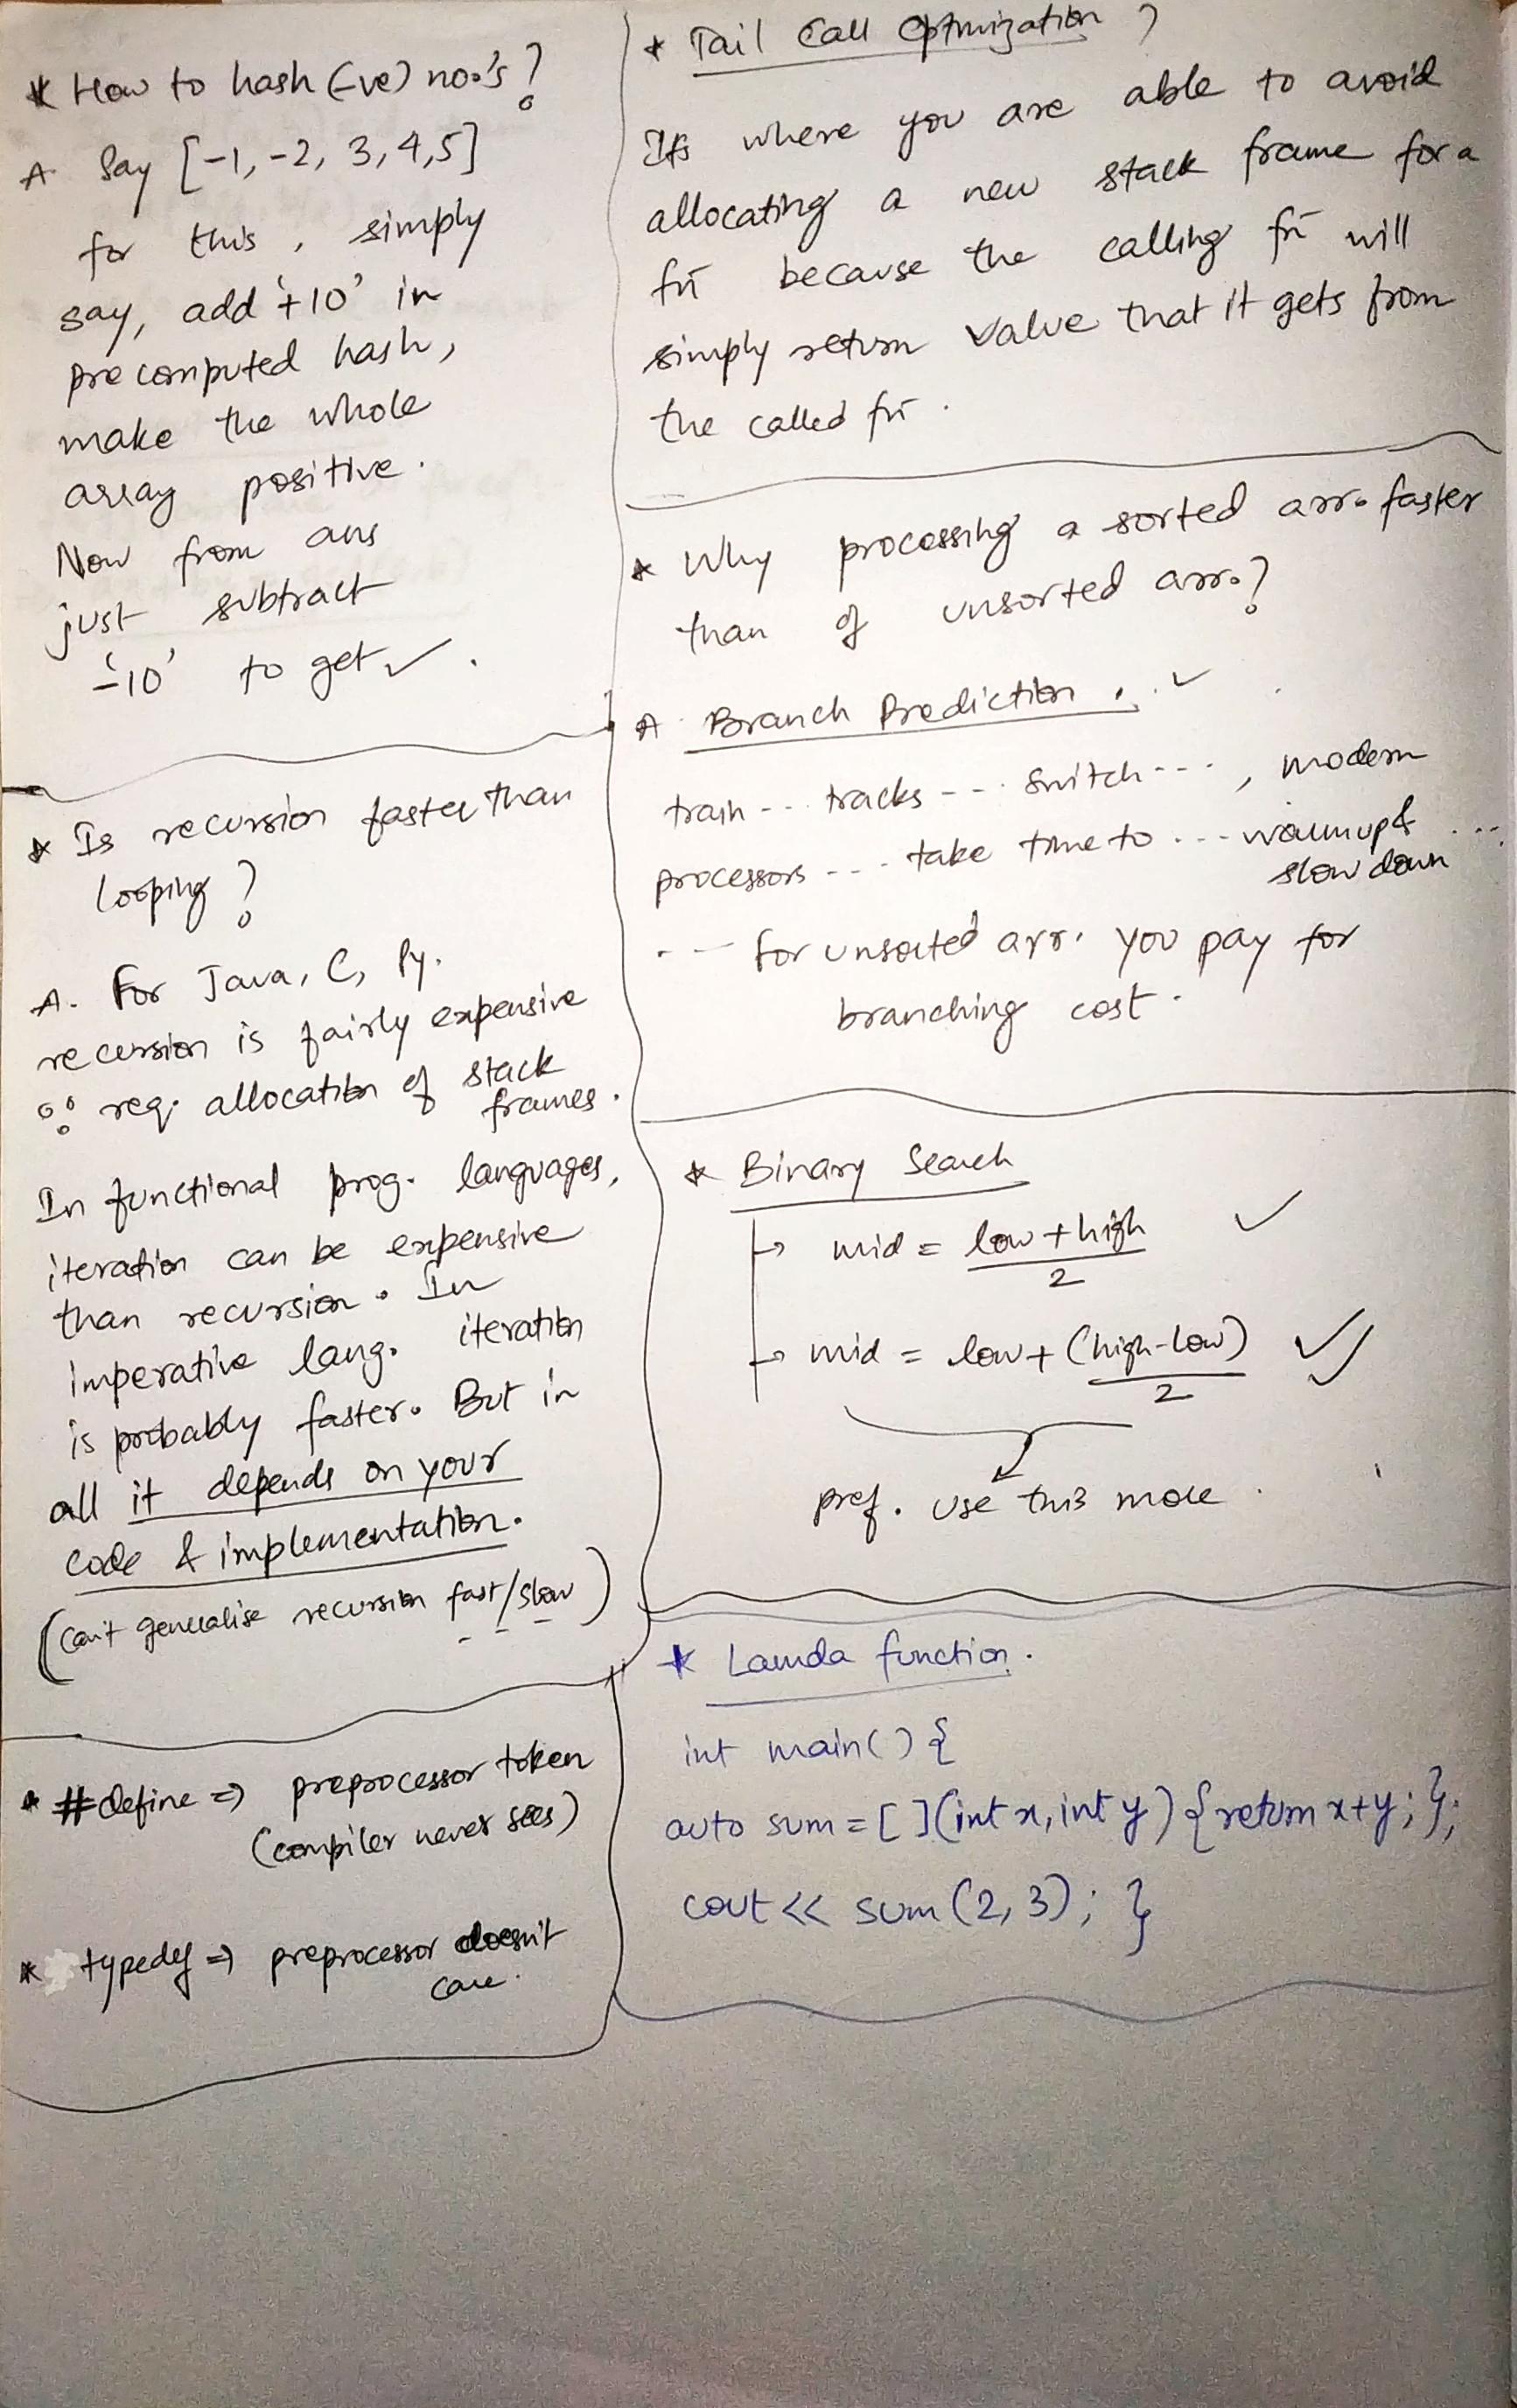 * How to hash (-ve) no.'s?
A. Say [-1, -2, 3, 4, 5]
for this, simply
say, add '+10' in
precomputed hash,
make the whole
array positive.
Now from ans
just subtract
'-10' to get ✓.
* Is recursion faster than
looping?
A. For Java, C, Py.
recursion is fairly expensive
∵ req. allocation of stack
frames.
In functional prog. languages,
iteration can be expensive
than recursion. In
imperative lang. iteration
is probably faster. But in
all it depends on your
code & implementation.
(can't generalise recursion fast/slow)
* #define => preprocessor token
(compiler never sees)
* typedef => preprocessor doesn't
care.
* Tail Call Optimization ?
Its where you are able to avoid
allocating a new stack frame for a
fn because the calling fn will
simply return value that it gets from
the called fn.
* Why processing a sorted arr. faster
than of unsorted arr.?
A. Branch Prediction. ✓
train --- tracks --- switch ---, modern
processors --- take time to --- warmup & ...
slow down
--- for unsorted arr. you pay for
branching cost.
* Binary Search
→ mid = low + high / 2 ✓
→ mid = low + (high-low) / 2 ✓✓
pref. use this more.
* Lamda function.
int main() {
auto sum = [](int x, int y) {return x+y;};
cout << sum(2, 3); }